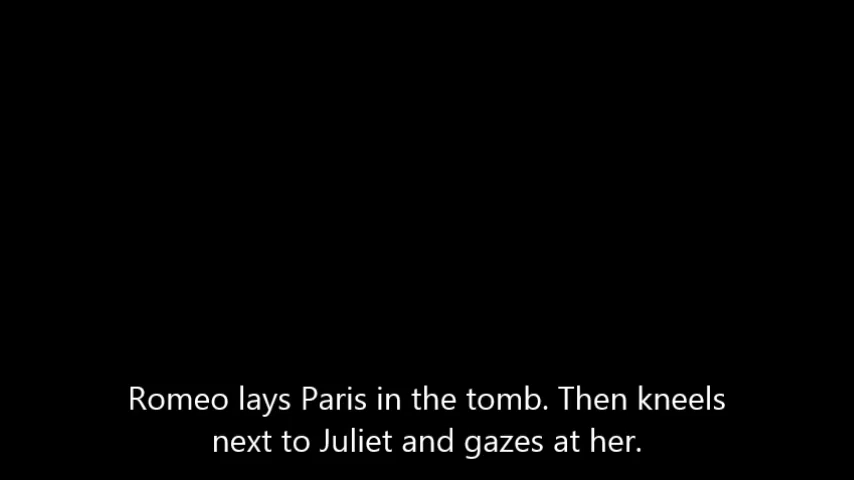 Romeo lays Paris in the tomb. Then kneels
next to Juliet and gazes at her.